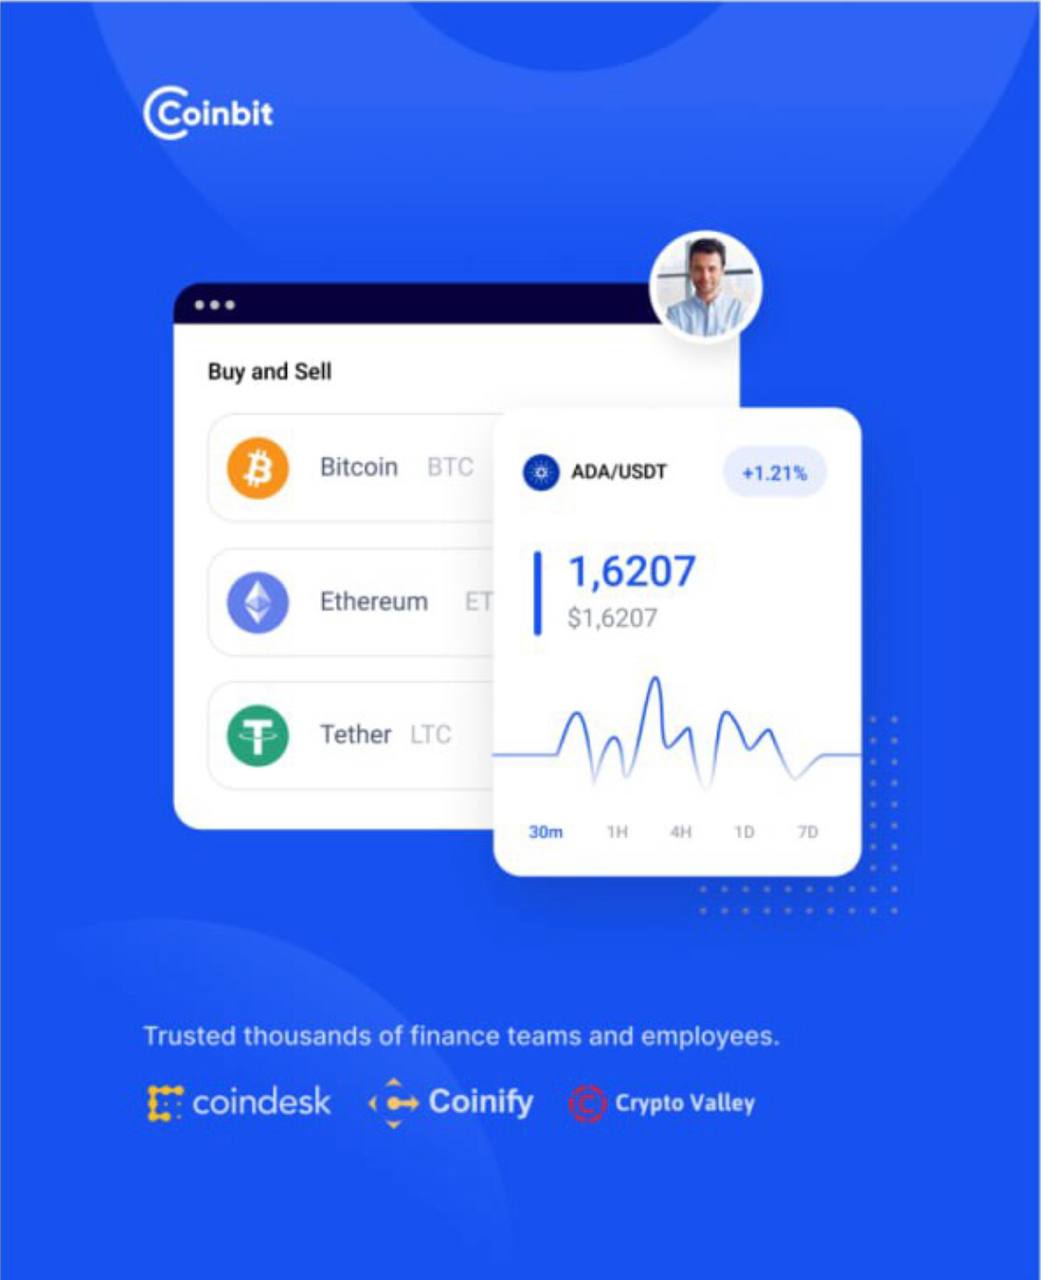 Coinbit
Buy and Sell
Bitcoin BTC
Ethereum ET
Tether LTC
ADA/USDT +1.21%
1,6207
$1,6207
30m 1H 4H 1D 7D
Trusted thousands of finance teams and employees.
coindesk Coinify Crypto Valley